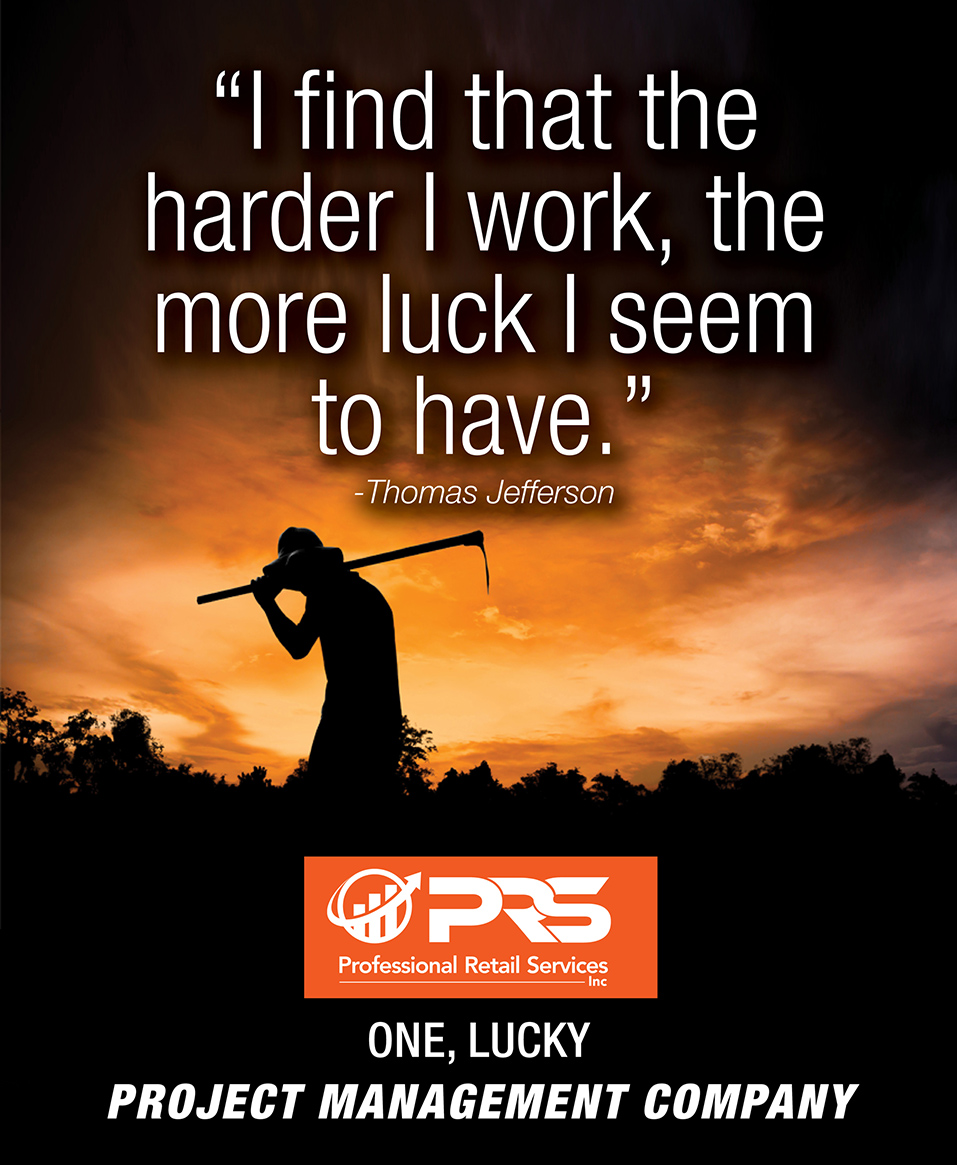 “I find that the
harder I work, the
more luck I seem
to have.”
-Thomas Jefferson
PRS
Professional Retail Services
Inc
ONE, LUCKY
PROJECT MANAGEMENT COMPANY